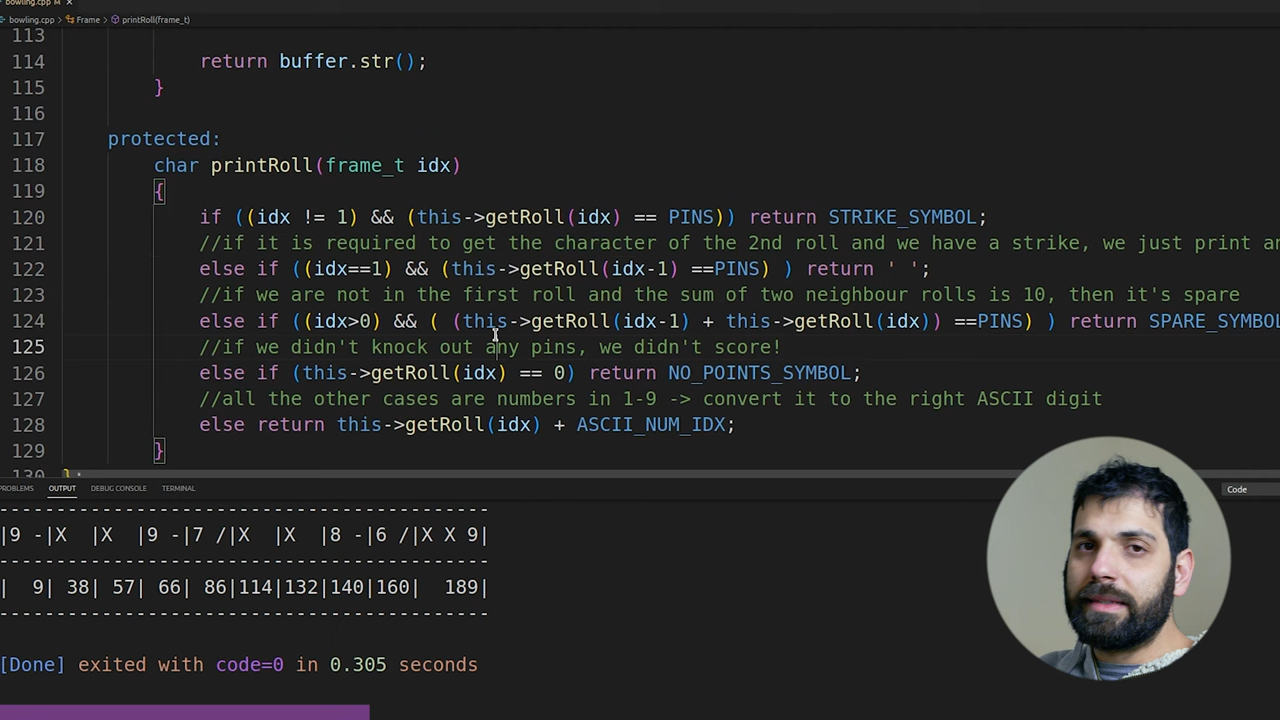 bowling.cpp M ×
bowling.cpp > Frame > printRoll(frame_t)
113
114 return buffer.str();
115 }
116
117 protected:
118 char printRoll(frame_t idx)
119 {
120 if ((idx != 1) && (this->getRoll(idx) == PINS)) return STRIKE_SYMBOL;
121 //if it is required to get the character of the 2nd roll and we have a strike, we just print an
122 else if ((idx==1) && (this->getRoll(idx-1) ==PINS) ) return ' ';
123 //if we are not in the first roll and the sum of two neighbour rolls is 10, then it's spare
124 else if ((idx>0) && ( (this->getRoll(idx-1) + this->getRoll(idx)) ==PINS) ) return SPARE_SYMBOL
125 //if we didn't knock out any pins, we didn't score!
126 else if (this->getRoll(idx) == 0) return NO_POINTS_SYMBOL;
127 //all the other cases are numbers in 1-9 -> convert it to the right ASCII digit
128 else return this->getRoll(idx) + ASCII_NUM_IDX;
129 }
130 };
PROBLEMS OUTPUT DEBUG CONSOLE TERMINAL Code
-------------------------------------------
|9 -|X  |X  |9 -|7 /|X  |X  |8 -|6 /|X X 9|
-------------------------------------------
|  9| 38| 57| 66| 86|114|132|140|160|  189|
-------------------------------------------
[Done] exited with code=0 in 0.305 seconds